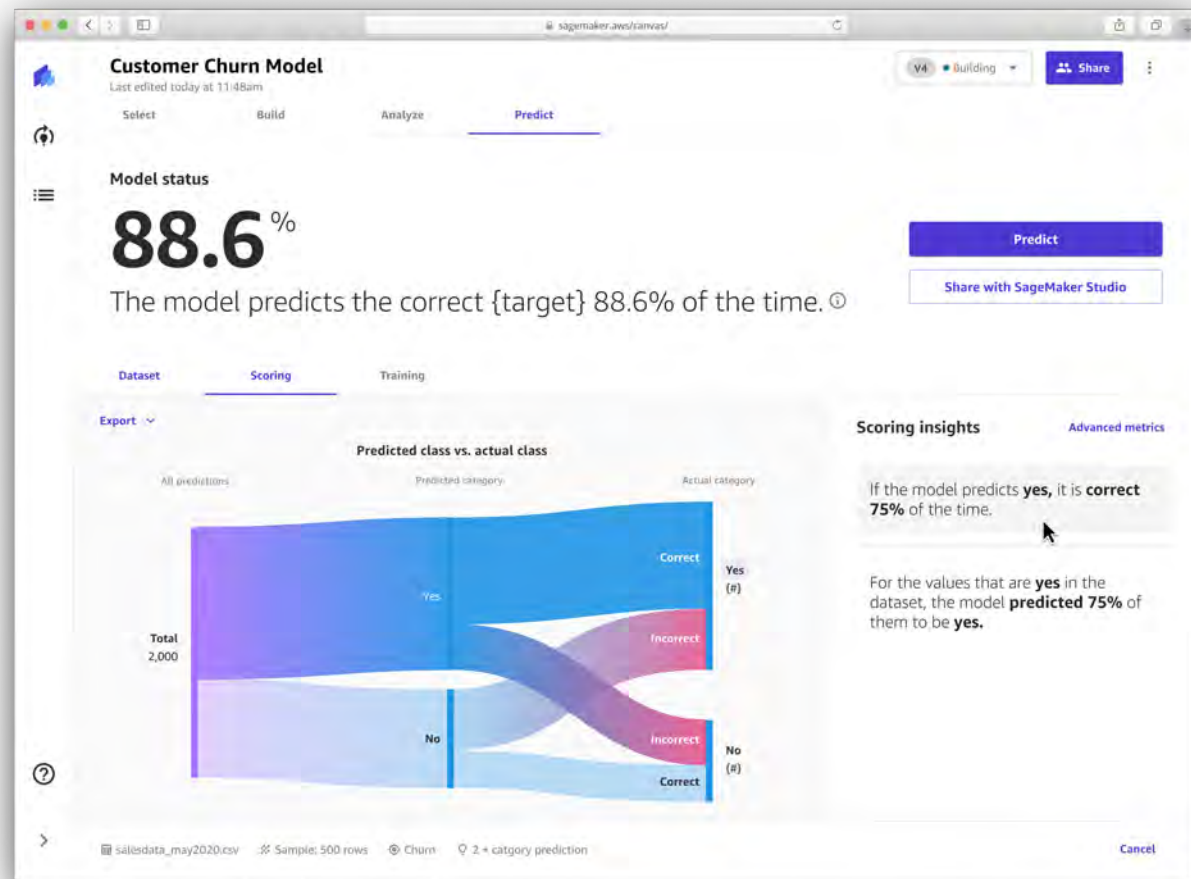 sagemaker.aws/canvas/
Customer Churn Model
Last edited today at 11:48am
V4 Building
Share
Select Build Analyze Predict
Model status
88.6%
The model predicts the correct {target} 88.6% of the time.
Predict
Share with SageMaker Studio
Dataset Scoring Training
Export
Predicted class vs. actual class
All predictions Predicted category Actual category
Total
2,000
Yes
No
Correct
Incorrect
Yes
(#)
Incorrect
Correct
No
(#)
Scoring insights Advanced metrics
If the model predicts yes, it is correct
75% of the time.
For the values that are yes in the
dataset, the model predicted 75% of
them to be yes.
salesdata_may2020.csv Sample: 500 rows Churn 2 + catgory prediction
Cancel